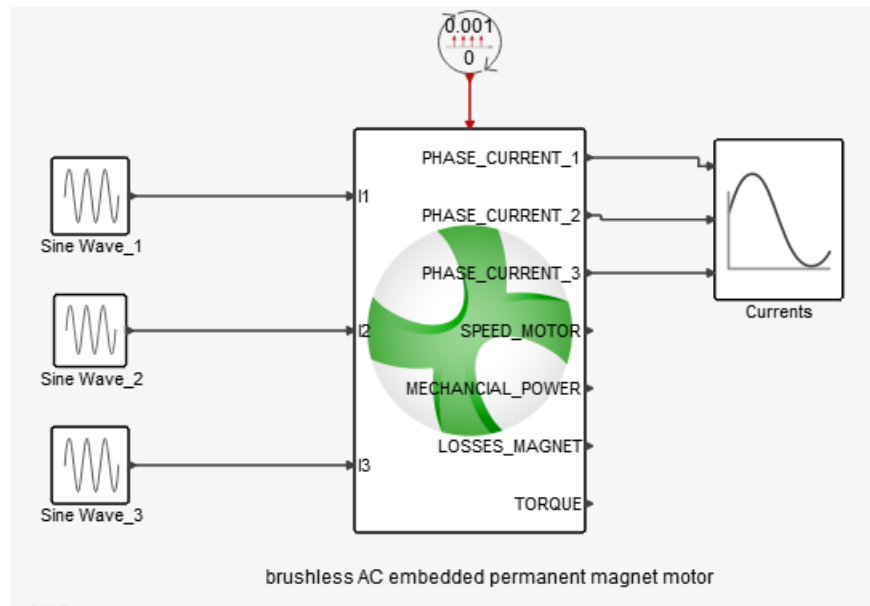 0.001
0
PHASE_CURRENT_1
I1
Sine Wave_1
PHASE_CURRENT_2
PHASE_CURRENT_3
Currents
I2
SPEED_MOTOR
Sine Wave_2
MECHANCIAL_POWER
LOSSES_MAGNET
I3
TORQUE
Sine Wave_3
brushless AC embedded permanent magnet motor